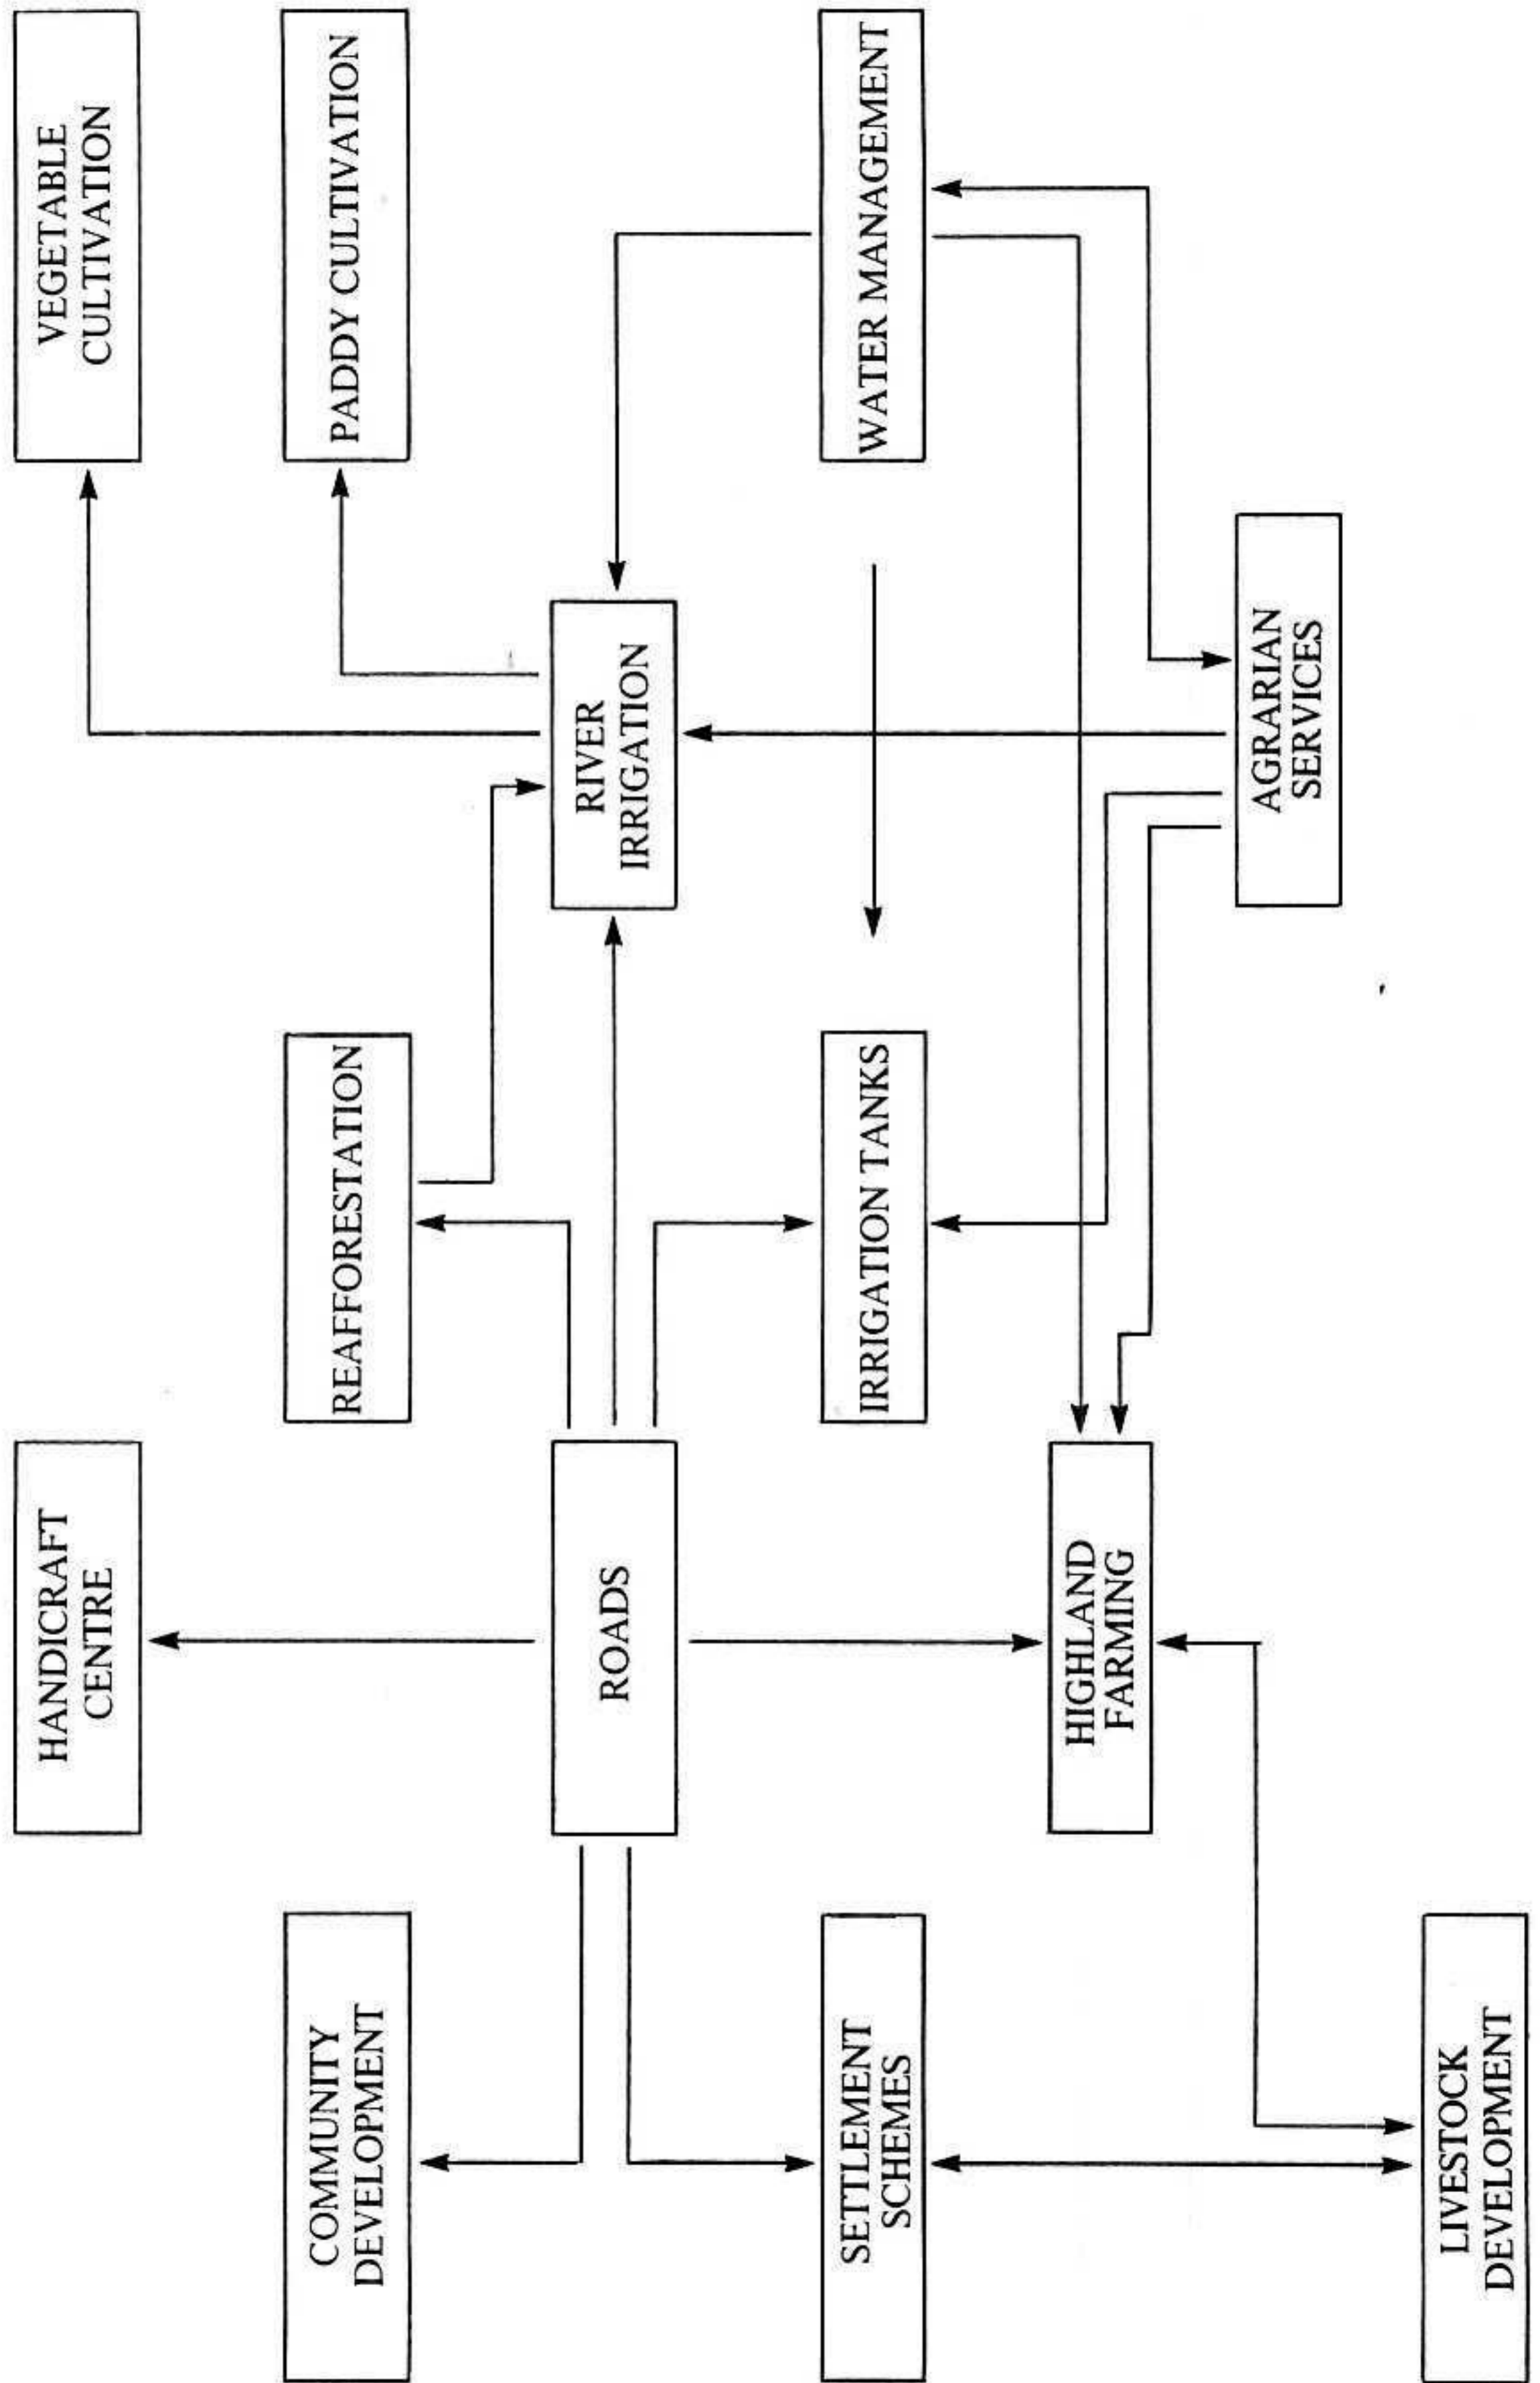 HANDICRAFT
CENTRE
VEGETABLE
CULTIVATION
COMMUNITY
DEVELOPMENT
REAFFORESTATION
PADDY CULTIVATION
ROADS
RIVER
IRRIGATION
SETTLEMENT
SCHEMES
IRRIGATION TANKS
WATER MANAGEMENT
HIGHLAND
FARMING
AGRARIAN
SERVICES
LIVESTOCK
DEVELOPMENT